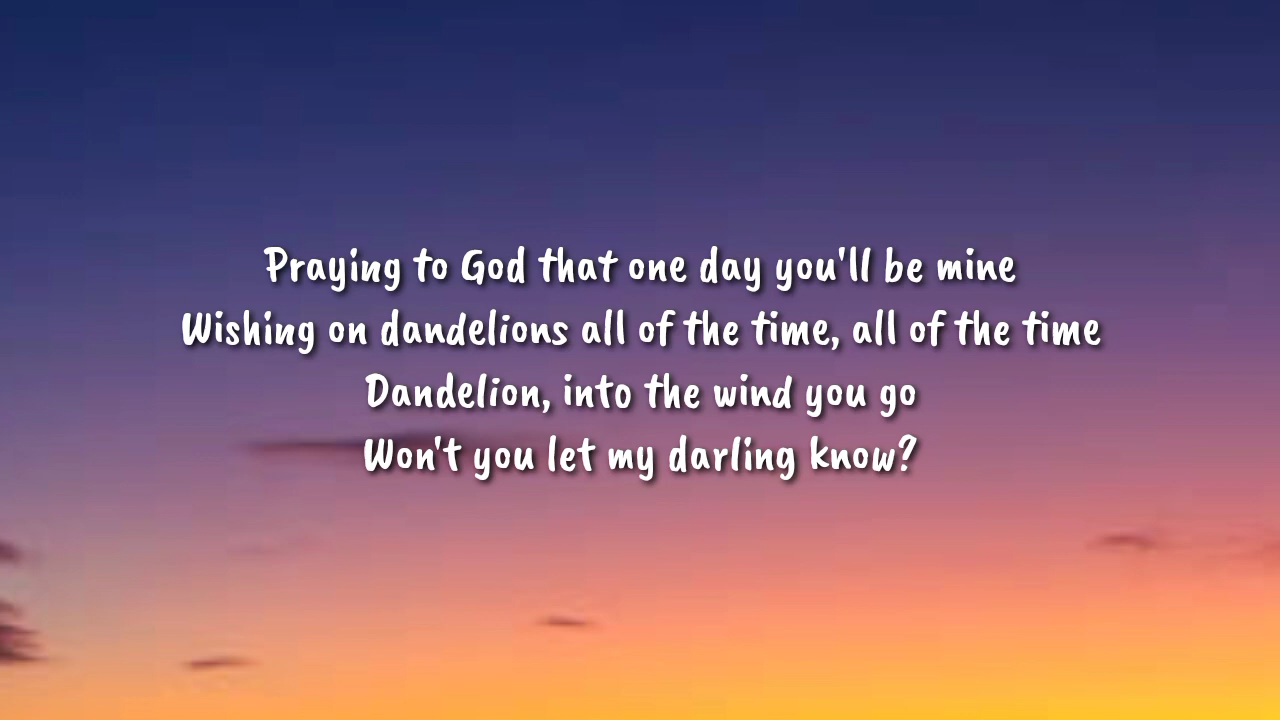 Praying to God that one day you'll be mine
Wishing on dandelions all of the time, all of the time
Dandelion, into the wind you go
Won't you let my darling know?